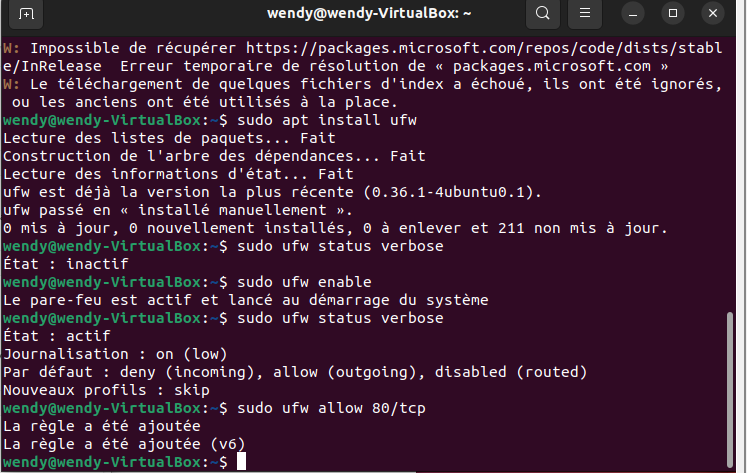 wendy@wendy-VirtualBox: ~
W: Impossible de récupérer https://packages.microsoft.com/repos/code/dists/stabl
e/InRelease  Erreur temporaire de résolution de « packages.microsoft.com »
W: Le téléchargement de quelques fichiers d'index a échoué, ils ont été ignorés,
 ou les anciens ont été utilisés à la place.
wendy@wendy-VirtualBox:~$ sudo apt install ufw
Lecture des listes de paquets... Fait
Construction de l'arbre des dépendances... Fait
Lecture des informations d'état... Fait
ufw est déjà la version la plus récente (0.36.1-4ubuntu0.1).
ufw passé en « installé manuellement ».
0 mis à jour, 0 nouvellement installés, 0 à enlever et 211 non mis à jour.
wendy@wendy-VirtualBox:~$ sudo ufw status verbose
État : inactif
wendy@wendy-VirtualBox:~$ sudo ufw enable
Le pare-feu est actif et lancé au démarrage du système
wendy@wendy-VirtualBox:~$ sudo ufw status verbose
État : actif
Journalisation : on (low)
Par défaut : deny (incoming), allow (outgoing), disabled (routed)
Nouveaux profils : skip
wendy@wendy-VirtualBox:~$ sudo ufw allow 80/tcp
La règle a été ajoutée
La règle a été ajoutée (v6)
wendy@wendy-VirtualBox:~$